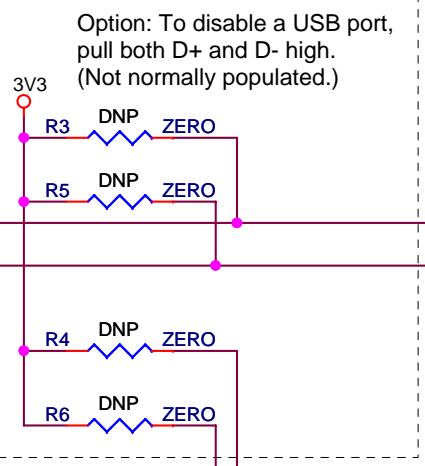 Option: To disable a USB port,
pull both D+ and D- high.
(Not normally populated.)
3V3
R3 DNP ZERO
R5 DNP ZERO
R4 DNP ZERO
R6 DNP ZERO